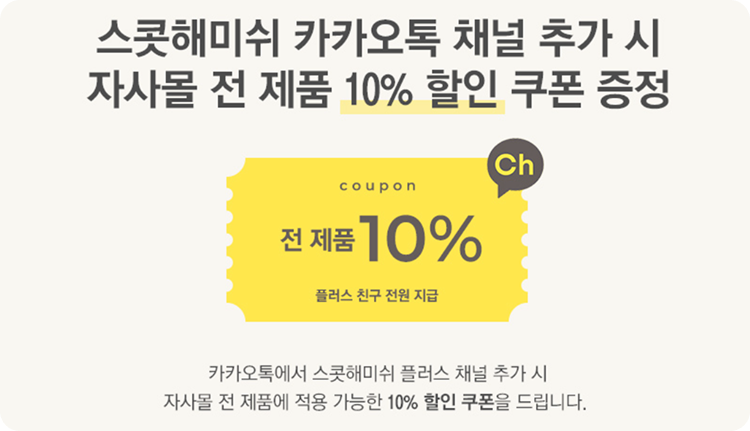 스콧해미쉬 카카오톡 채널 추가 시
자사몰 전 제품 10% 할인 쿠폰 증정
Ch
coupon
전 제품 10%
플러스 친구 전원 지급
카카오톡에서 스콧해미쉬 플러스 채널 추가 시
자사몰 전 제품에 적용 가능한 10% 할인 쿠폰을 드립니다.